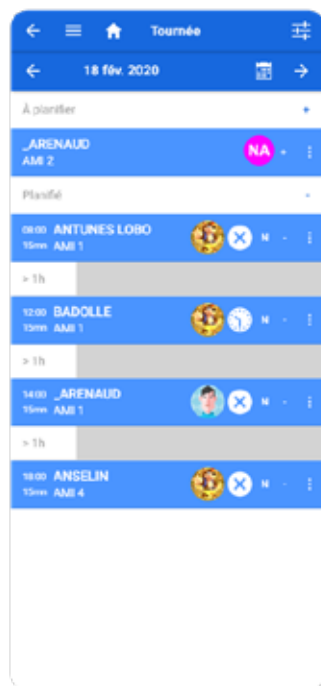 Tournée
18 fév. 2020
À planifier +
_ARENAUD
AMI 2
NA -
Planifié -
08:00 ANTUNES LOBO
15mn AMI 1
N -
> 1h
12:00 BADOLLE
15mn AMI 1
N -
> 1h
14:00 _ARENAUD
15mn AMI 1
N -
> 1h
18:00 ANSELIN
15mn AMI 4
N -